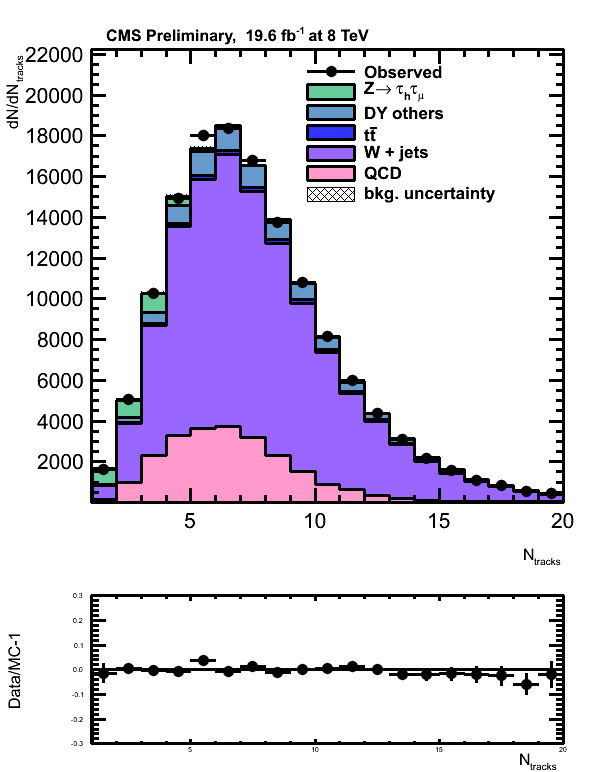 CMS Preliminary, 19.6 fb⁻¹ at 8 TeV
dN/dN_tracks
22000
20000
18000
16000
14000
12000
10000
8000
6000
4000
2000
Observed
Z→ τ_h τ_μ
DY others
tt̄
W + jets
QCD
bkg. uncertainty
5 10 15 20
N_tracks
Data/MC-1
0.3
0.2
0.1
0.0
-0.1
-0.2
-0.3
5 10 15 20
N_tracks